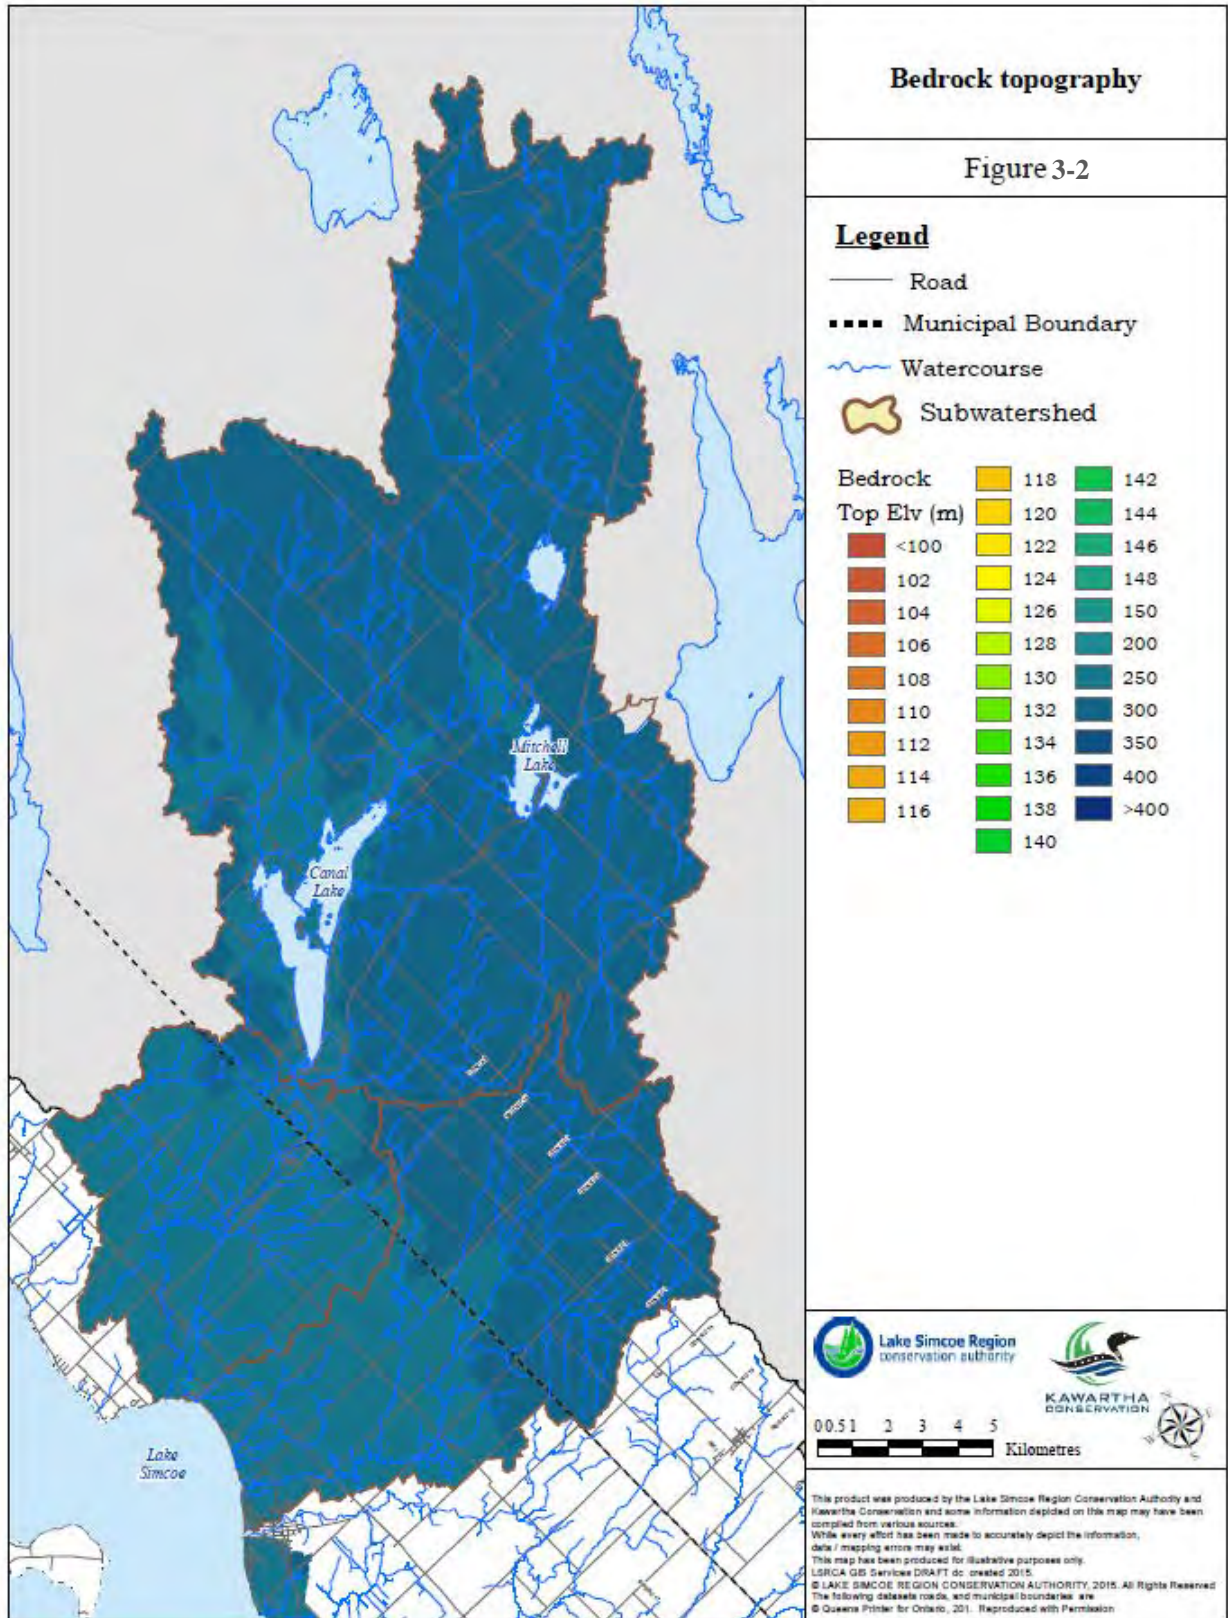 Bedrock topography
Figure 3-2
Legend
Road
Municipal Boundary
Watercourse
Subwatershed
Bedrock
Top Elv (m)
<100
102
104
106
108
110
112
114
116
118
120
122
124
126
128
130
132
134
136
138
140
142
144
146
148
150
200
250
300
350
400
>400
Mitchell
Lake
Canal
Lake
Lake
Simcoe
Lake Simcoe Region
conservation authority
KAWARTHA
CONSERVATION
0 0.5 1 2 3 4 5
Kilometres
This product was produced by the Lake Simcoe Region Conservation Authority and
Kawartha Conservation and some information depicted on this map may have been
compiled from various sources.
While every effort has been made to accurately depict the information,
data / mapping errors may exist.
This map has been produced for illustrative purposes only.
LSRCA GIS Services DRAFT dc created 2015.
© LAKE SIMCOE REGION CONSERVATION AUTHORITY, 2015. All Rights Reserved
The following datasets roads, and municipal boundaries are
© Queens Printer for Ontario, 201. Reproduced with Permission